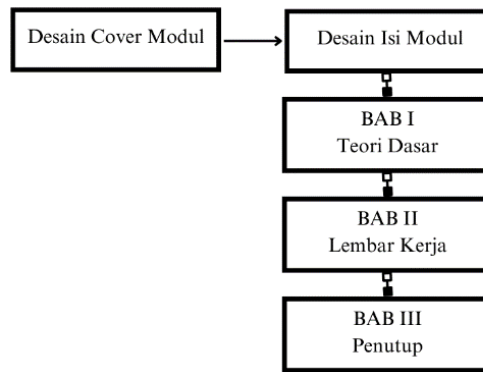 Desain Cover Modul
Desain Isi Modul
BAB I
Teori Dasar
BAB II
Lembar Kerja
BAB III
Penutup